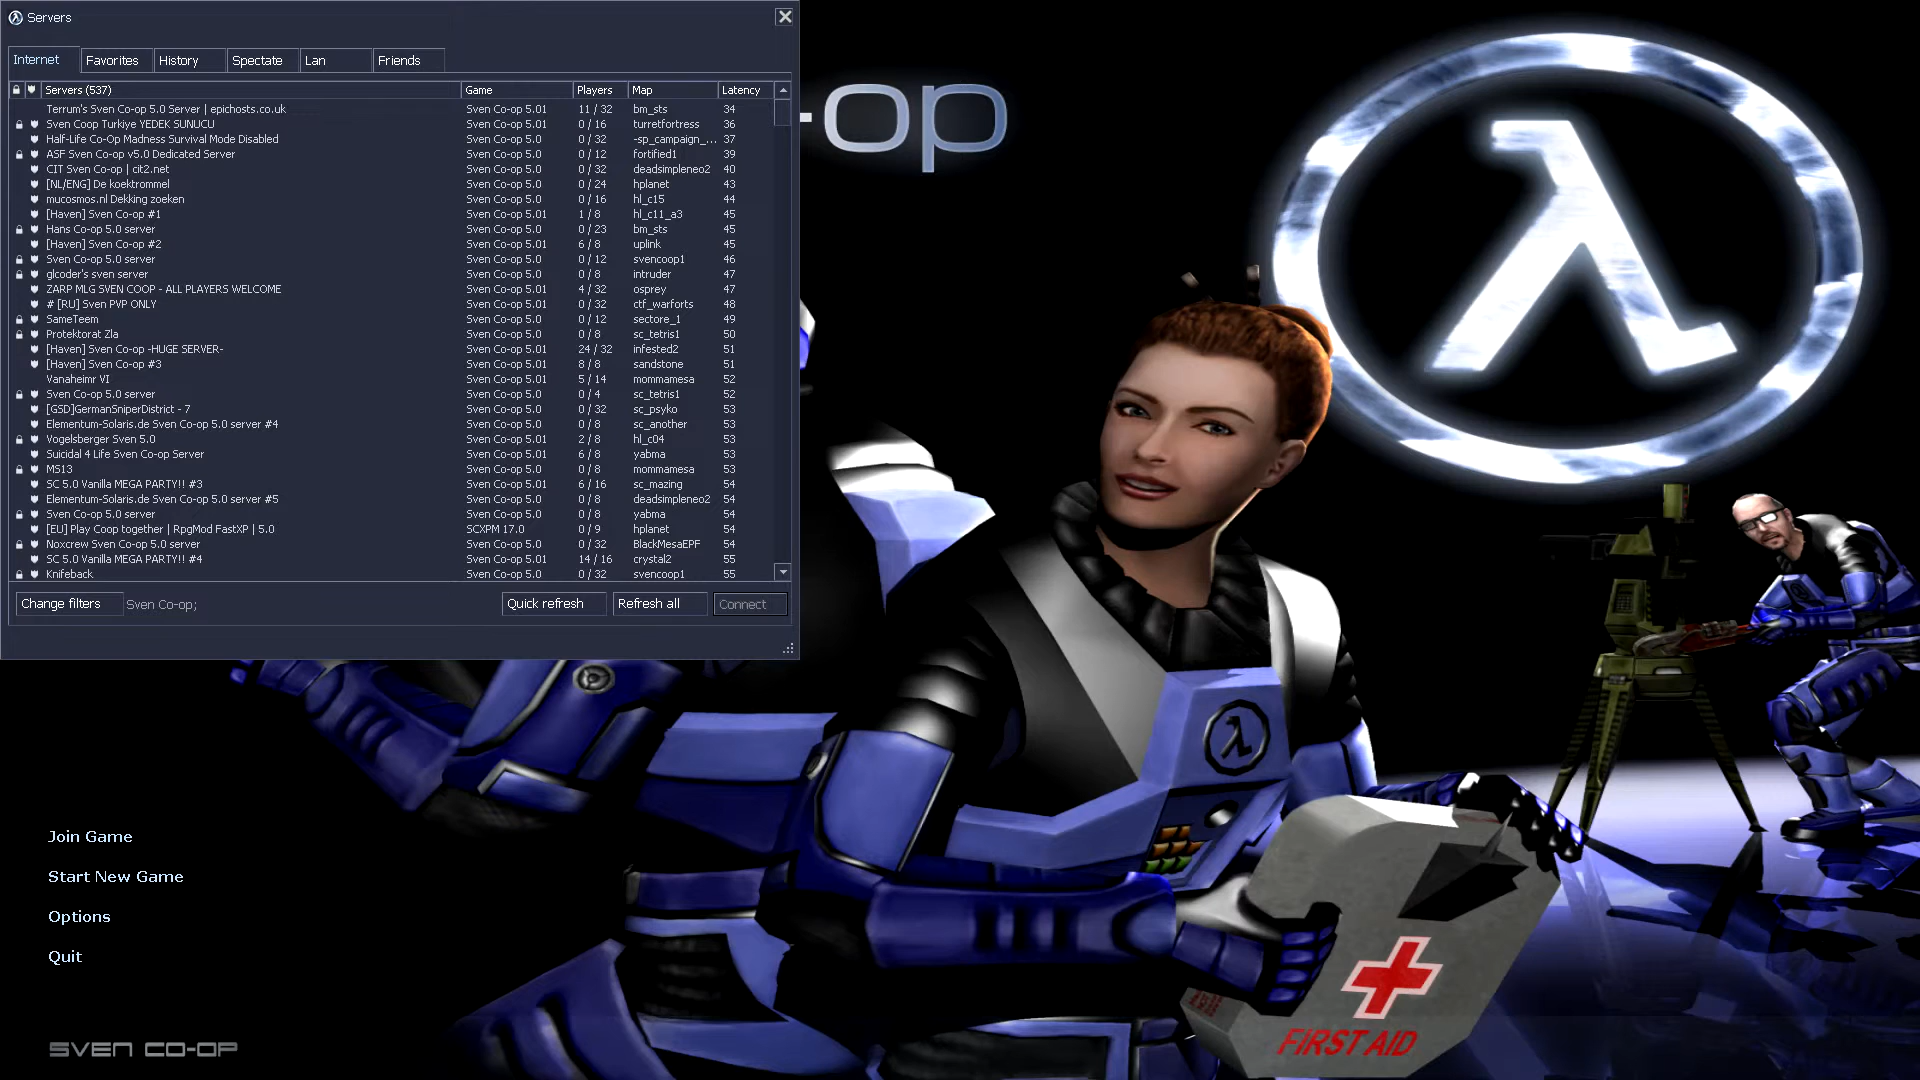 Servers
Internet Favorites History Spectate Lan Friends
Servers (537) Game Players Map Latency
Terrum's Sven Co-op 5.0 Server | epichosts.co.uk Sven Co-op 5.01 11 / 32 bm_sts 34
Sven Coop Turkiye YEDEK SUNUCU Sven Co-op 5.01 0 / 16 turretfortress 36
Half-Life Co-Op Madness Survival Mode Disabled Sven Co-op 5.0 0 / 32 -sp_campaign_... 37
ASF Sven Co-op v5.0 Dedicated Server Sven Co-op 5.0 0 / 12 fortified1 39
CIT Sven Co-op | cit2.net Sven Co-op 5.0 0 / 32 deadsimpleneo2 40
[NL/ENG] De koektrommel Sven Co-op 5.0 0 / 24 hplanet 43
mucosmos.nl Dekking zoeken Sven Co-op 5.0 0 / 16 hl_c15 44
[Haven] Sven Co-op #1 Sven Co-op 5.01 1 / 8 hl_c11_a3 45
Hans Co-op 5.0 server Sven Co-op 5.0 0 / 23 bm_sts 45
[Haven] Sven Co-op #2 Sven Co-op 5.01 6 / 8 uplink 45
Sven Co-op 5.0 server Sven Co-op 5.0 0 / 12 svencoop1 46
glcoder's sven server Sven Co-op 5.0 0 / 8 intruder 47
ZARP MLG SVEN COOP - ALL PLAYERS WELCOME Sven Co-op 5.01 4 / 32 osprey 47
# [RU] Sven PVP ONLY Sven Co-op 5.01 0 / 32 ctf_warforts 48
SameTeem Sven Co-op 5.0 0 / 12 sectore_1 49
Protektorat Zla Sven Co-op 5.0 0 / 8 sc_tetris1 50
[Haven] Sven Co-op -HUGE SERVER- Sven Co-op 5.01 24 / 32 infested2 51
[Haven] Sven Co-op #3 Sven Co-op 5.01 8 / 8 sandstone 51
Vanaheimr VI Sven Co-op 5.01 5 / 14 mommamesa 52
Sven Co-op 5.0 server Sven Co-op 5.0 0 / 4 sc_tetris1 52
[GSD]GermanSniperDistrict - 7 Sven Co-op 5.0 0 / 32 sc_psyko 53
Elementum-Solaris.de Sven Co-op 5.0 server #4 Sven Co-op 5.0 0 / 8 sc_another 53
Vogelsberger Sven 5.0 Sven Co-op 5.01 2 / 8 hl_c04 53
Suicidal 4 Life Sven Co-op Server Sven Co-op 5.01 6 / 8 yabma 53
MS13 Sven Co-op 5.0 0 / 8 mommamesa 53
SC 5.0 Vanilla MEGA PARTY!! #3 Sven Co-op 5.01 6 / 16 sc_mazing 54
Elementum-Solaris.de Sven Co-op 5.0 server #5 Sven Co-op 5.0 0 / 8 deadsimpleneo2 54
Sven Co-op 5.0 server Sven Co-op 5.0 0 / 8 yabma 54
[EU] Play Coop together | RpgMod FastXP | 5.0 SCXPM 17.0 0 / 9 hplanet 54
Noxcrew Sven Co-op 5.0 server Sven Co-op 5.0 0 / 32 BlackMesaEPF 54
SC 5.0 Vanilla MEGA PARTY!! #4 Sven Co-op 5.01 14 / 16 crystal2 55
Knifeback Sven Co-op 5.0 0 / 32 svencoop1 55
Change filters Sven Co-op; Quick refresh Refresh all Connect
-op
Join Game
Start New Game
Options
Quit
SVEN CO-OP
FIRST AID